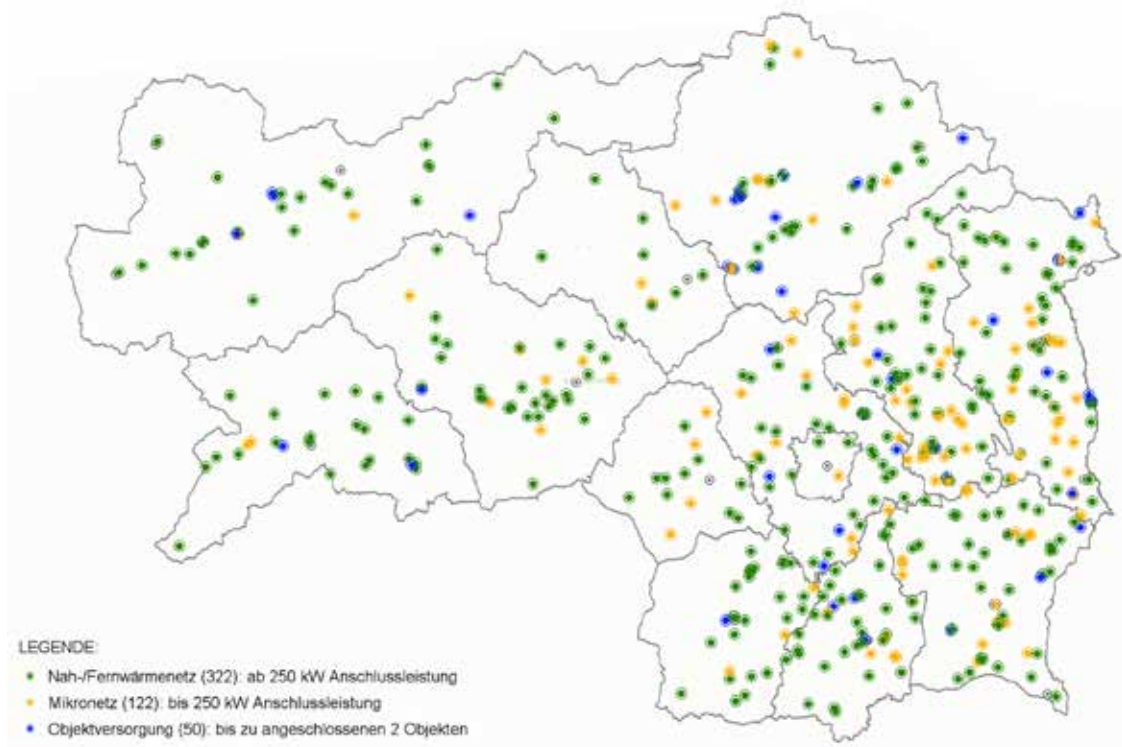 LEGENDE:
Nah-/Fernwärmenetz (322): ab 250 kW Anschlussleistung
Mikronetz (122): bis 250 kW Anschlussleistung
Objektversorgung (50): bis zu angeschlossenen 2 Objekten